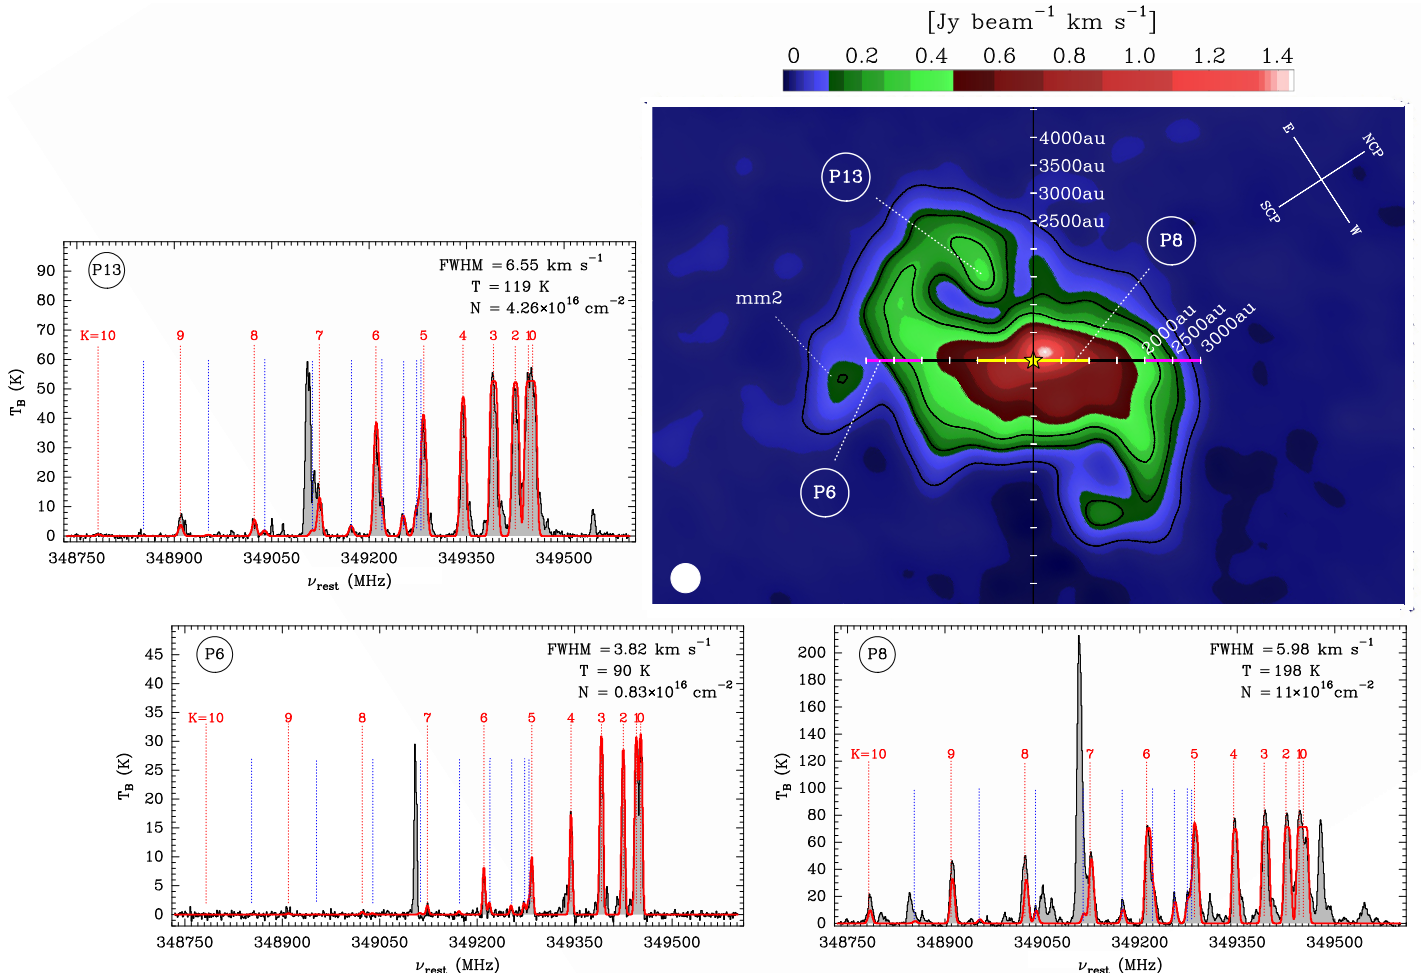 [Jy beam⁻¹ km s⁻¹]
0 0.2 0.4 0.6 0.8 1.0 1.2 1.4
4000au
3500au
3000au
2500au
P13
P8
E
NCP
SCP
W
mm2
2000au
2500au
3000au
P6
P13
FWHM = 6.55 km s⁻¹
T = 119 K
N = 4.26×10¹⁶ cm⁻²
K=10 9 8 7 6 5 4 3 2 1 0
90
80
70
60
50
40
30
20
10
0
T_B (K)
348750 348900 349050 349200 349350 349500
ν_rest (MHz)
P6
FWHM = 3.82 km s⁻¹
T = 90 K
N = 0.83×10¹⁶ cm⁻²
K=10 9 8 7 6 5 4 3 2 1 0
45
40
35
30
25
20
15
10
5
0
T_B (K)
348750 348900 349050 349200 349350 349500
ν_rest (MHz)
P8
FWHM = 5.98 km s⁻¹
T = 198 K
N = 11×10¹⁶ cm⁻²
K=10 9 8 7 6 5 4 3 2 1 0
200
180
160
140
120
100
80
60
40
20
0
T_B (K)
348750 348900 349050 349200 349350 349500
ν_rest (MHz)